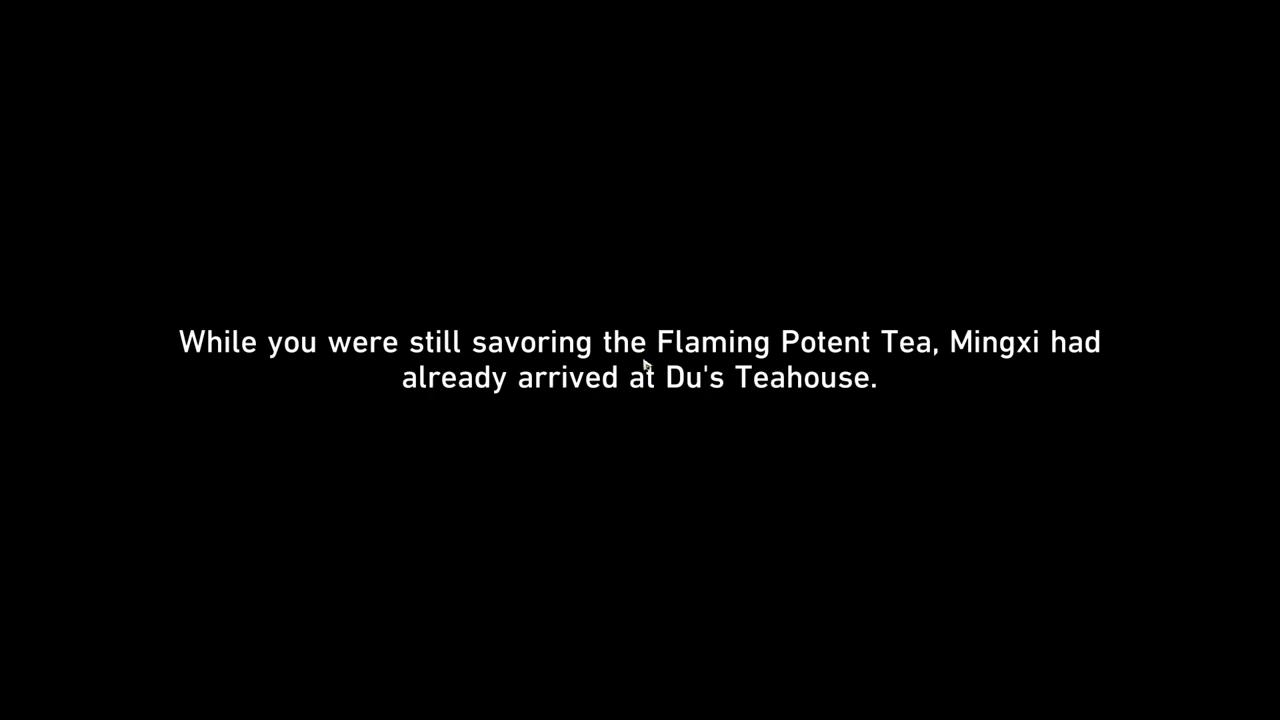 While you were still savoring the Flaming Potent Tea, Mingxi had
already arrived at Du's Teahouse.